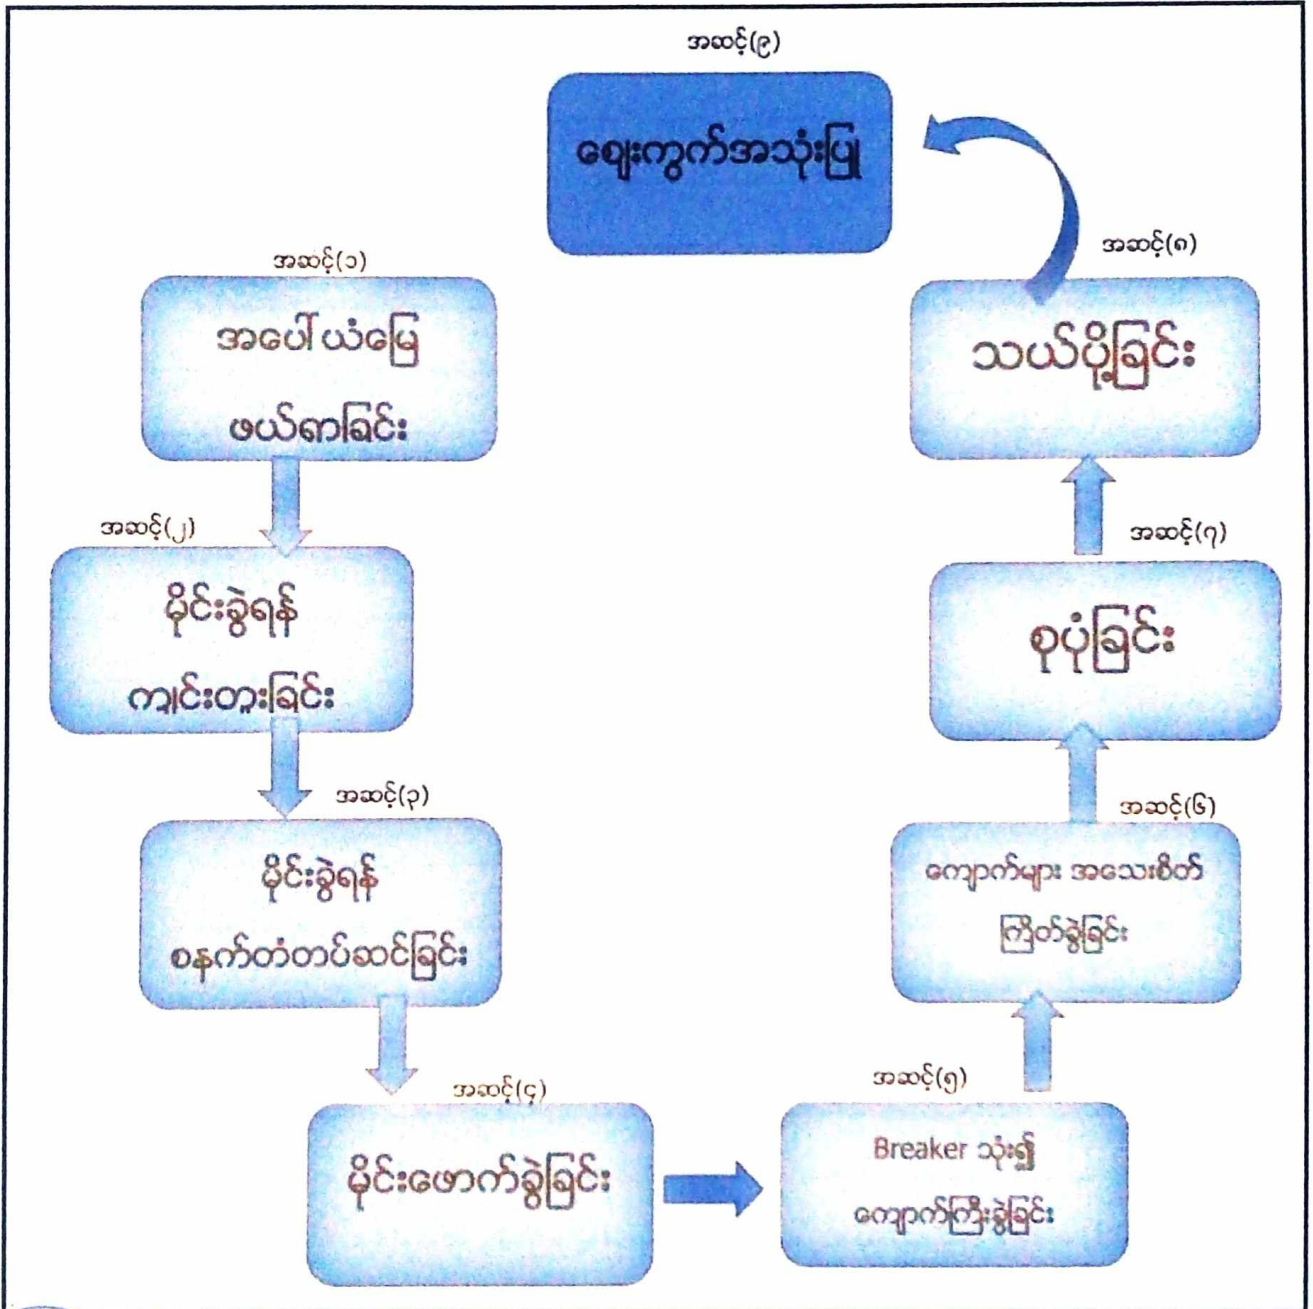 အဆင့်(၁)
အပေါ်ယံမြေ
ဖယ်ရှာခြင်း
အဆင့်(၂)
မိုင်းခွဲရန်
ကျင်းတူးခြင်း
အဆင့်(၃)
မိုင်းခွဲရန်
စနက်တံတပ်ဆင်ခြင်း
အဆင့်(၄)
မိုင်းဖောက်ခွဲခြင်း
အဆင့်(၅)
Breaker သုံး၍
ကျောက်ကြီးခွဲခြင်း
အဆင့်(၆)
ကျောက်များ အသေးစိတ်
ကြိတ်ခွဲခြင်း
အဆင့်(၇)
စုပုံခြင်း
အဆင့်(၈)
သယ်ပို့ခြင်း
အဆင့်(၉)
ဈေးကွက်အသုံးပြု